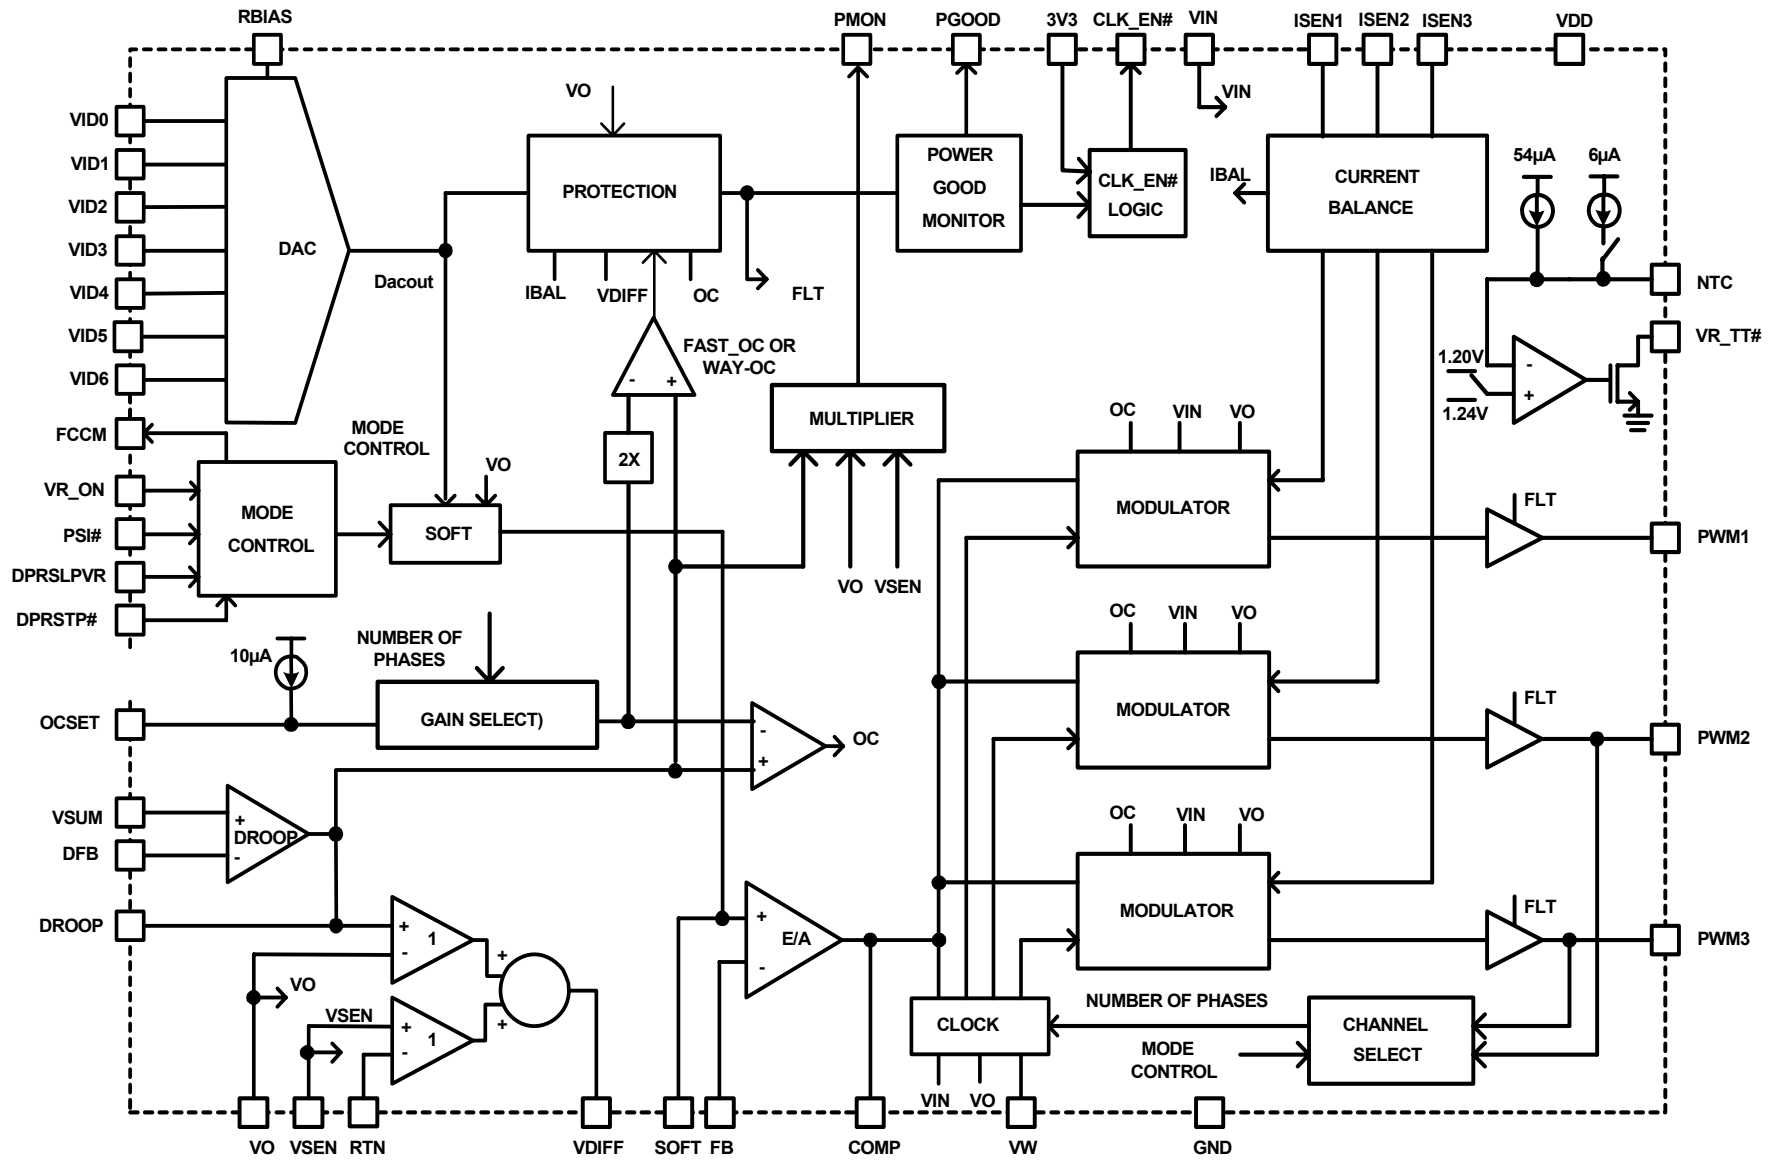 RBIAS
PMON
PGOOD
3V3
CLK_EN#
VIN
ISEN1
ISEN2
ISEN3
VDD
VID0
VID1
VID2
VID3
VID4
VID5
VID6
FCCM
VR_ON
PSI#
DPRSLPVR
DPRSTP#
OCSET
VSUM
DFB
DROOP
DAC
Dacout
VO
PROTECTION
IBAL
VDIFF
OC
FLT
FAST_OC OR
WAY-OC
-
+
2X
POWER
GOOD
MONITOR
CLK_EN#
LOGIC
VIN
IBAL
CURRENT
BALANCE
54µA
6µA
NTC
VR_TT#
1.20V
1.24V
-
+
MODE
CONTROL
MODE
CONTROL
VO
SOFT
MULTIPLIER
VO
VSEN
OC
VIN
VO
MODULATOR
FLT
PWM1
10µA
NUMBER OF
PHASES
GAIN SELECT)
-
+
OC
OC
VIN
VO
MODULATOR
FLT
PWM2
+
DROOP
-
OC
VIN
VO
MODULATOR
FLT
PWM3
+
1
-
+
VO
VSEN
+
1
-
+
+
E/A
-
CLOCK
NUMBER OF PHASES
MODE
CONTROL
CHANNEL
SELECT
VIN
VO
VO
VSEN
RTN
VDIFF
SOFT
FB
COMP
VW
GND